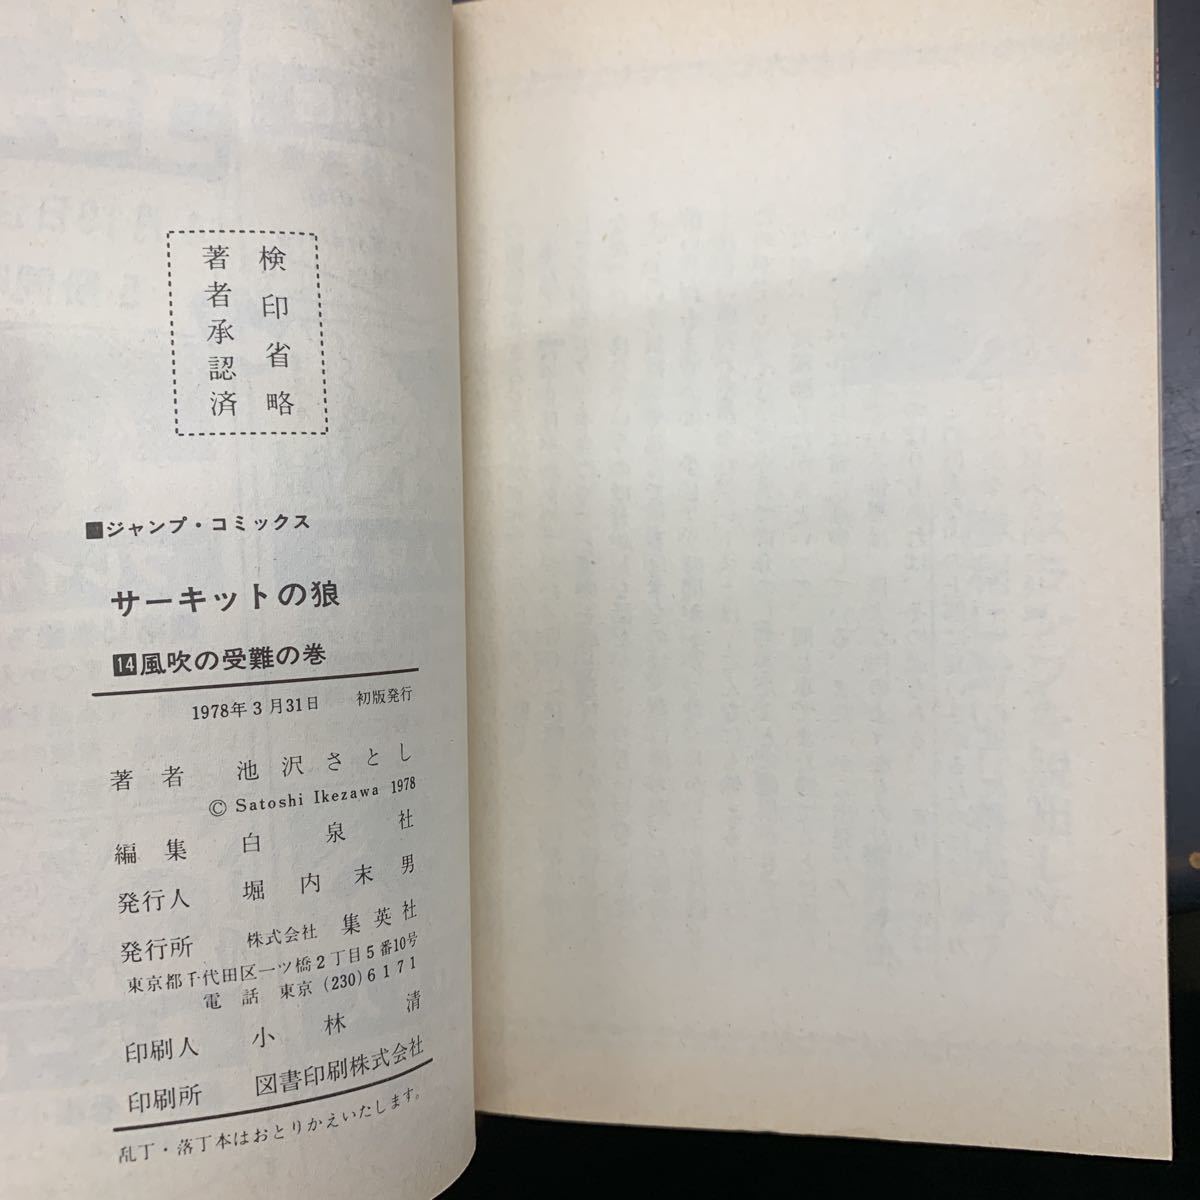 検印省略
著者承認済
■ジャンプ・コミックス
サーキットの狼
14風吹の受難の巻
1978年3月31日 初版発行
著者 池沢さとし
© Satoshi Ikezawa 1978
編集 白泉社
発行人 堀内末男
発行所 株式会社 集英社
東京都千代田区一ツ橋2丁目5番10号
電話 東京(230)6171
印刷人 小林清
印刷所 図書印刷株式会社
乱丁・落丁本はおとりかえいたします。